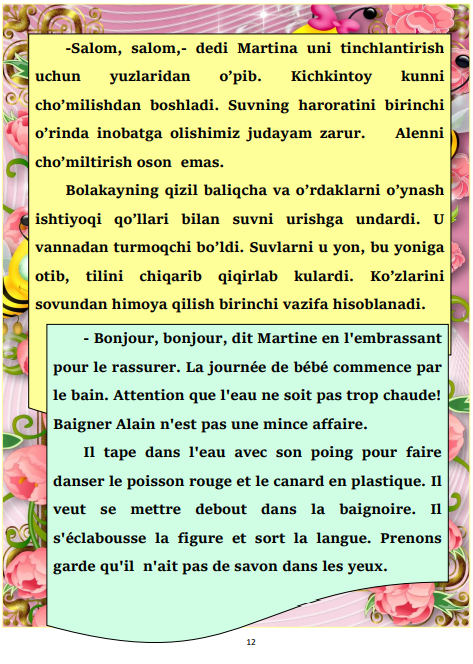 -Salom, salom,- dedi Martina uni tinchlantirish
uchun yuzlaridan o’pib. Kichkintoy kunni
cho’milishdan boshladi. Suvning haroratini birinchi
o’rinda inobatga olishimiz judayam zarur. Alenni
cho’miltirish oson emas.
Bolakayning qizil baliqcha va o’rdaklarni o’ynash
ishtiyoqi qo’llari bilan suvni urishga undardi. U
vannadan turmoqchi bo’ldi. Suvlarni u yon, bu yoniga
otib, tilini chiqarib qiqirlab kulardi. Ko’zlarini
sovundan himoya qilish birinchi vazifa hisoblanadi.
- Bonjour, bonjour, dit Martine en l'embrassant
pour le rassurer. La journée de bébé commence par
le bain. Attention que l'eau ne soit pas trop chaude!
Baigner Alain n'est pas une mince affaire.
Il tape dans l'eau avec son poing pour faire
danser le poisson rouge et le canard en plastique. Il
veut se mettre debout dans la baignoire. Il
s'éclabousse la figure et sort la langue. Prenons
garde qu'il n'ait pas de savon dans les yeux.
12